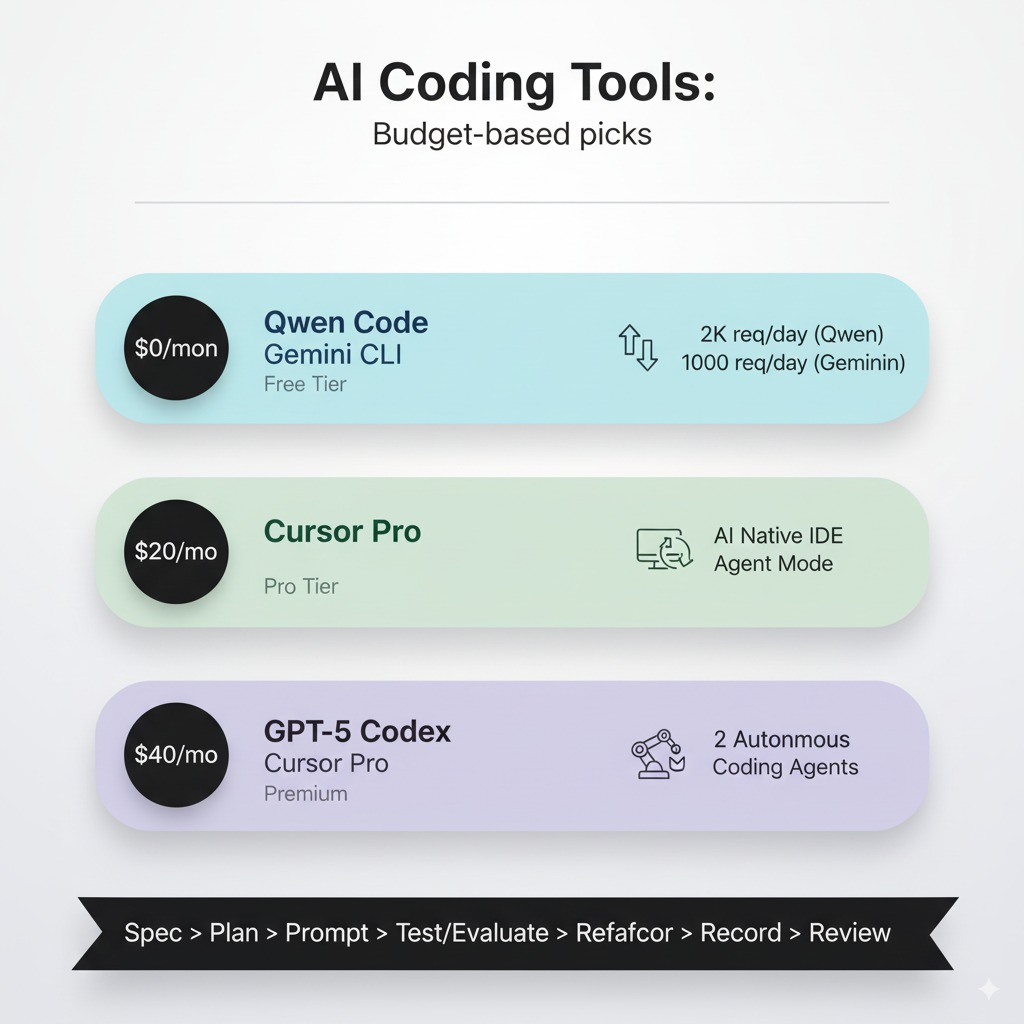 AI Coding Tools:
Budget-based picks
$0/mon
Qwen Code
Gemini CLI
Free Tier
2K req/day (Qwen)
1000 req/day (Geminin)
$20/mo
Cursor Pro
Pro Tier
AI Native IDE
Agent Mode
$40/mo
GPT-5 Codex
Cursor Pro
Premium
2 Autonmous
Coding Agents
Spec > Plan > Prompt > Test/Evaluate > Refafcor > Record > Review